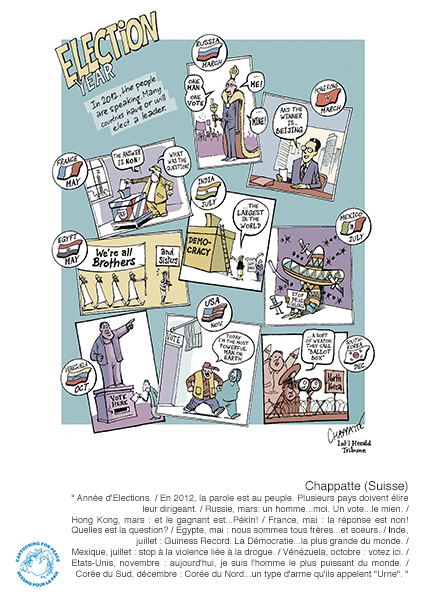 ELECTION
YEAR
In 2012, the people
are speaking. Many
countries have or will
elect a leader.
RUSSIA
MARCH
ONE
MAN
ONE
VOTE
...ME!
...MINE!
HONG KONG
MARCH
AND THE
WINNER
IS...
BEIJING
FRANCE
MAY
THE ANSWER
IS NON!
WHAT
WAS THE
QUESTION?
INDIA
JULY
DEMO-
CRACY
...THE
LARGEST
IN THE
WORLD
MEXICO
JULY
STOP
EGYPT
MAY
We're all
Brothers
and
Sisters
VENEZUELA
OCT
VOTE
HERE
USA
NOV.
VOTE
TODAY
I'M THE MOST
POWERFUL
MAN ON
EARTH
SOUTH-
KOREA
DEC
...A SORT
OF WEAPON
THEY CALL
"BALLOT
BOX"
North
Korea
CHAPPATTE
Int'l Herald
Tribune
Chappatte (Suisse)
" Année d'Elections. / En 2012, la parole est au peuple. Plusieurs pays doivent élire
leur dirigeant. / Russie, mars: un homme...moi. Un vote...le mien. /
Hong Kong, mars : et le gagnant est...Pékin! / France, mai : la réponse est non!
Quelles est la question? / Egypte, mai : nous sommes tous frères...et soeurs. / Inde,
juillet : Guiness Record. La Démocratie...la plus grande du monde. /
Mexique, juillet : stop à la violence liée à la drogue. / Vénézuela, octobre : votez ici. /
Etats-Unis, novembre : aujourd'hui, je suis l'homme le plus puissant du monde. /
Corée du Sud, décembre : Corée du Nord...un type d'arme qu'ils appelent "Urne". "
CARTOONING FOR PEACE
DESSINS POUR LA PAIX